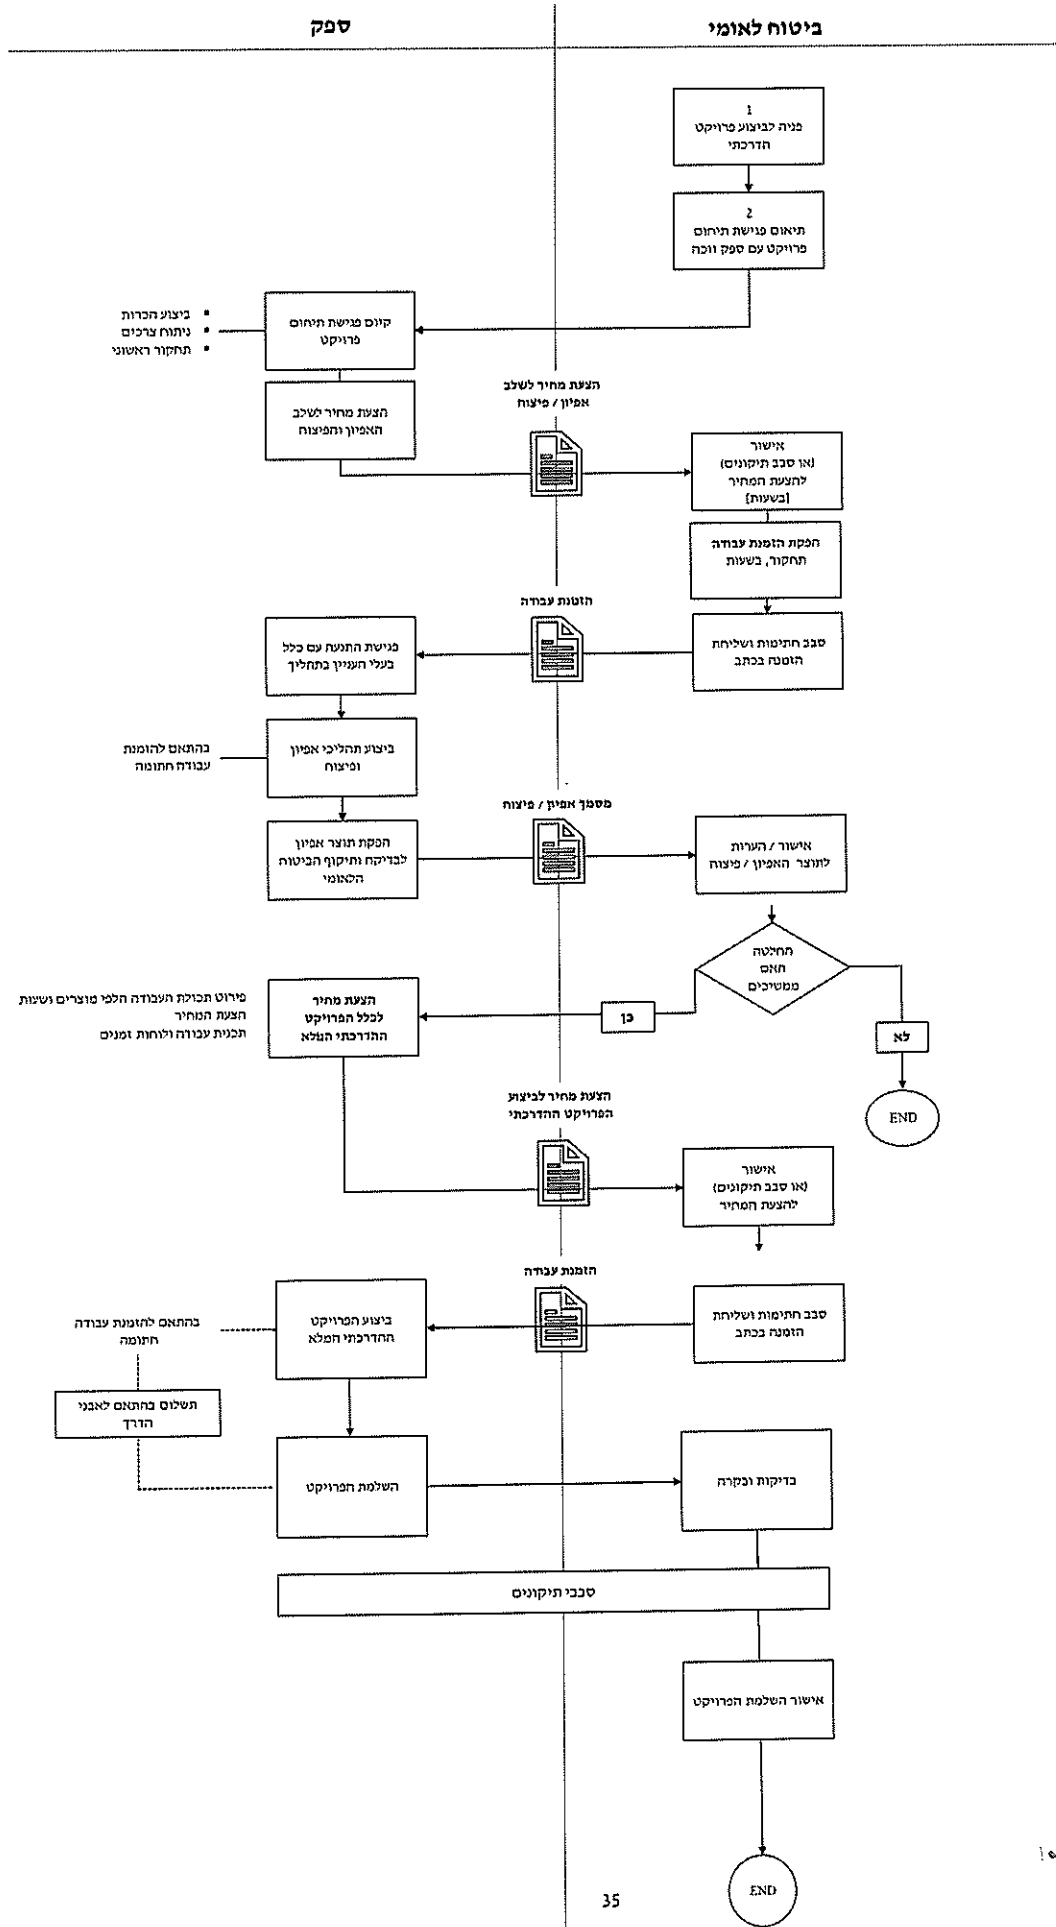 ביטוח לאומי
ספק
1
פניה לביצוע פרויקט
הדרכתי
2
תיאום פגישת תיחום
פרויקט עם ספק זוכה
קיום פגישת תיחום
פרויקט
▪ ביצוע הכרות
▪ ניתוח צרכים
▪ תחקור ראשוני
הצעת מחיר לשלב
האפיון והפיצוח
הצעת מחיר לשלב
אפיון / פיצוח
אישור
(או סבב תיקונים)
להצעת המחיר
[בשעות]
הפקת הזמנת עבודה
תחקור, בשעות
סבב חתימות ושליחת
הזמנה בכתב
הזמנת עבודה
פגישת התנעה עם כלל
בעלי העניין בתהליך
ביצוע תהליכי אפיון
ופיצוח
בהתאם להזמנת
עבודה חתומה
הפקת תוצר אפיון
לבדיקה ותיקוף הביטוח
הלאומי
מסמך אפיון / פיצוח
אישור / הערות
לתוצר האפיון / פיצוח
החלטה
האם
ממשיכים
כן
לא
END
הצעת מחיר
לכלל הפרויקט
ההדרכתי המלא
פירוט תכולת העבודה הלפי מוצרים ושעות
הצעת המחיר
תכנית עבודה ולוחות זמנים
הצעת מחיר לביצוע
הפרויקט ההדרכתי
אישור
(או סבב תיקונים)
להצעת המחיר
סבב חתימות ושליחת
הזמנה בכתב
הזמנת עבודה
ביצוע הפרויקט
ההדרכתי המלא
בהתאם להזמנת עבודה
חתומה
תשלום בהתאם לאבני
הדרך
השלמת הפרויקט
בדיקות ובקרה
סבבי תיקונים
אישור השלמת הפרויקט
END
35